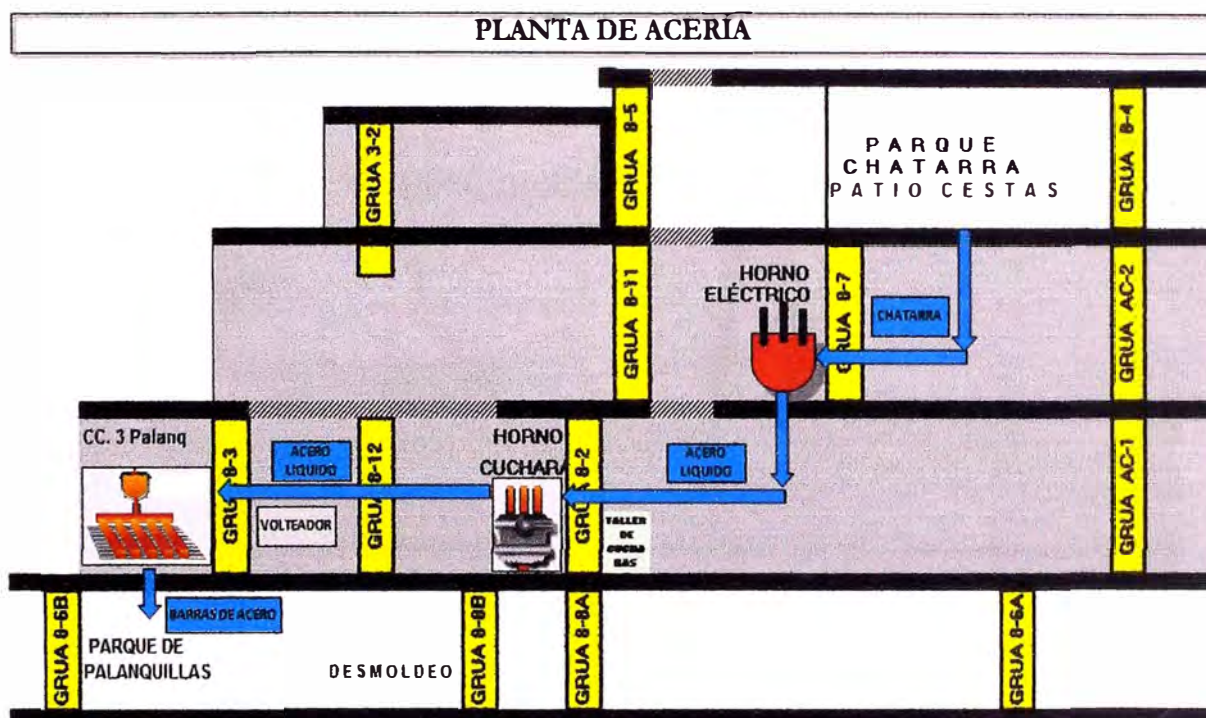 PLANTA DE ACERÍA
GRUA 3-2
GRUA 8-5
PARQUE
CHATARRA
PATIO CESTAS
GRUA 8-4
GRUA 8-11
HORNO
ELÉCTRICO
GRUA 8-7
CHATARRA
GRUA AC-2
CC. 3 Palanq
GRUA 8-3
ACERO
LIQUIDO
VOLTEADOR
GRUA 8-12
HORNO
CUCHARA
GRUA 8-2
TALLER
DE
CUCHA
RAS
ACERO
LIQUIDO
GRUA AC-1
GRUA 8-6B
BARRAS DE ACERO
PARQUE DE
PALANQUILLAS
DESMOLDEO
GRUA 8-8B
GRUA 8-8A
GRUA 8-6A